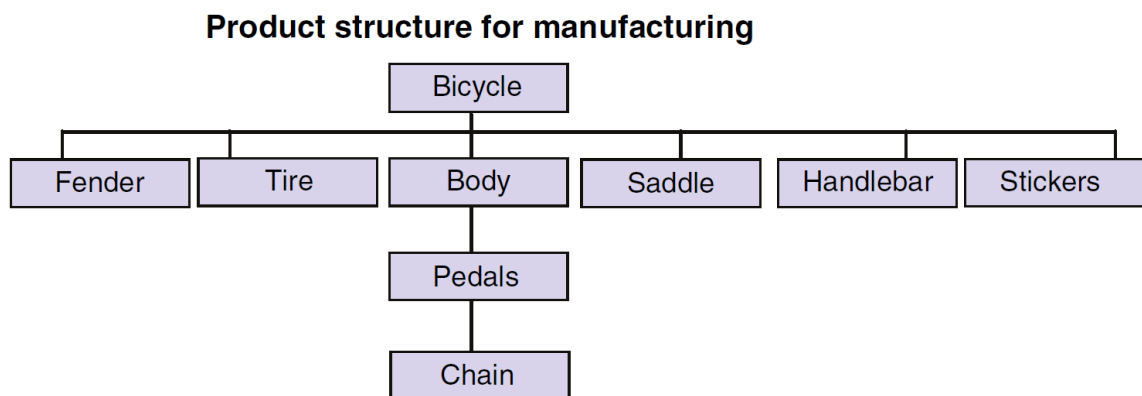 Product structure for manufacturing
Bicycle
Fender
Tire
Body
Saddle
Handlebar
Stickers
Pedals
Chain